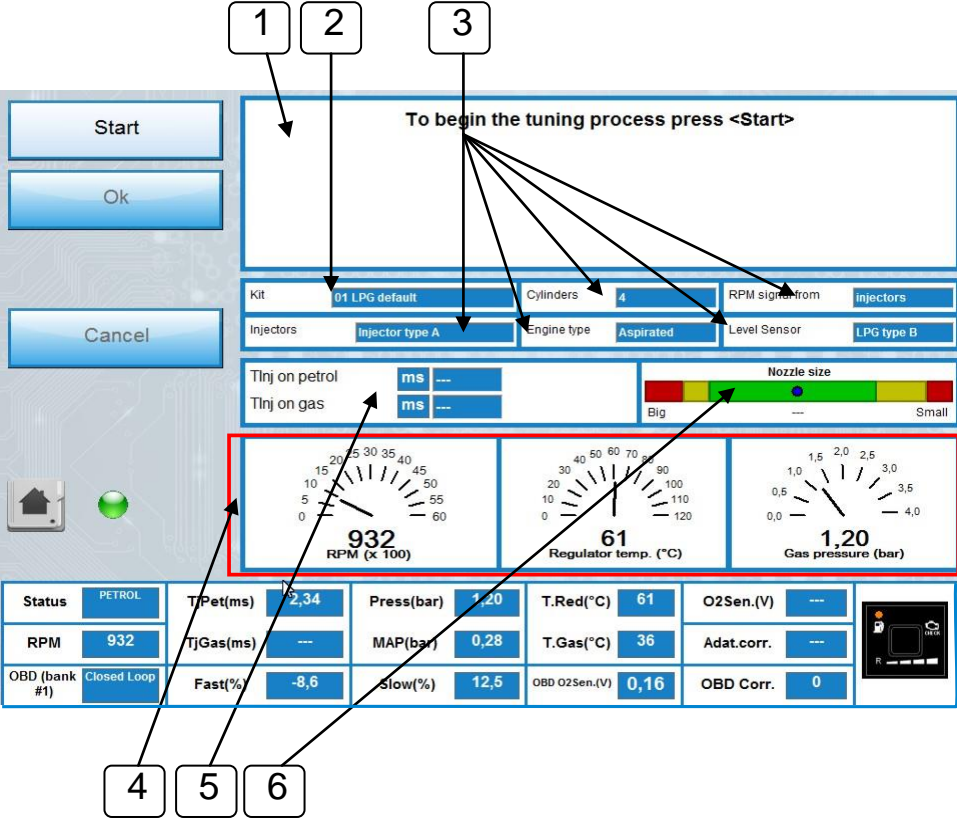 1 2 3
Start
To begin the tuning process press <Start>
Ok
Cancel
Kit 01 LPG default Cylinders 4 RPM signal from injectors
Injectors Injector type A Engine type Aspirated Level Sensor LPG type B
TInj on petrol ms ---
TInj on gas ms ---
Nozzle size
Big --- Small
0 5 10 15 20 25 30 35 40 45 50 55 60
932
RPM (x 100)
0 10 20 30 40 50 60 70 80 90 100 110 120
61
Regulator temp. (°C)
0,0 0,5 1,0 1,5 2,0 2,5 3,0 3,5 4,0
1,20
Gas pressure (bar)
Status PETROL TjPet(ms) 2,34 Press(bar) 1,20 T.Red(°C) 61 O2Sen.(V) ---
RPM 932 TjGas(ms) --- MAP(bar) 0,28 T.Gas(°C) 36 Adat.corr. ---
OBD (bank #1) Closed Loop Fast(%) -8,6 Slow(%) 12,5 OBD O2Sen.(V) 0,16 OBD Corr. 0
CHECK
R
4 5 6